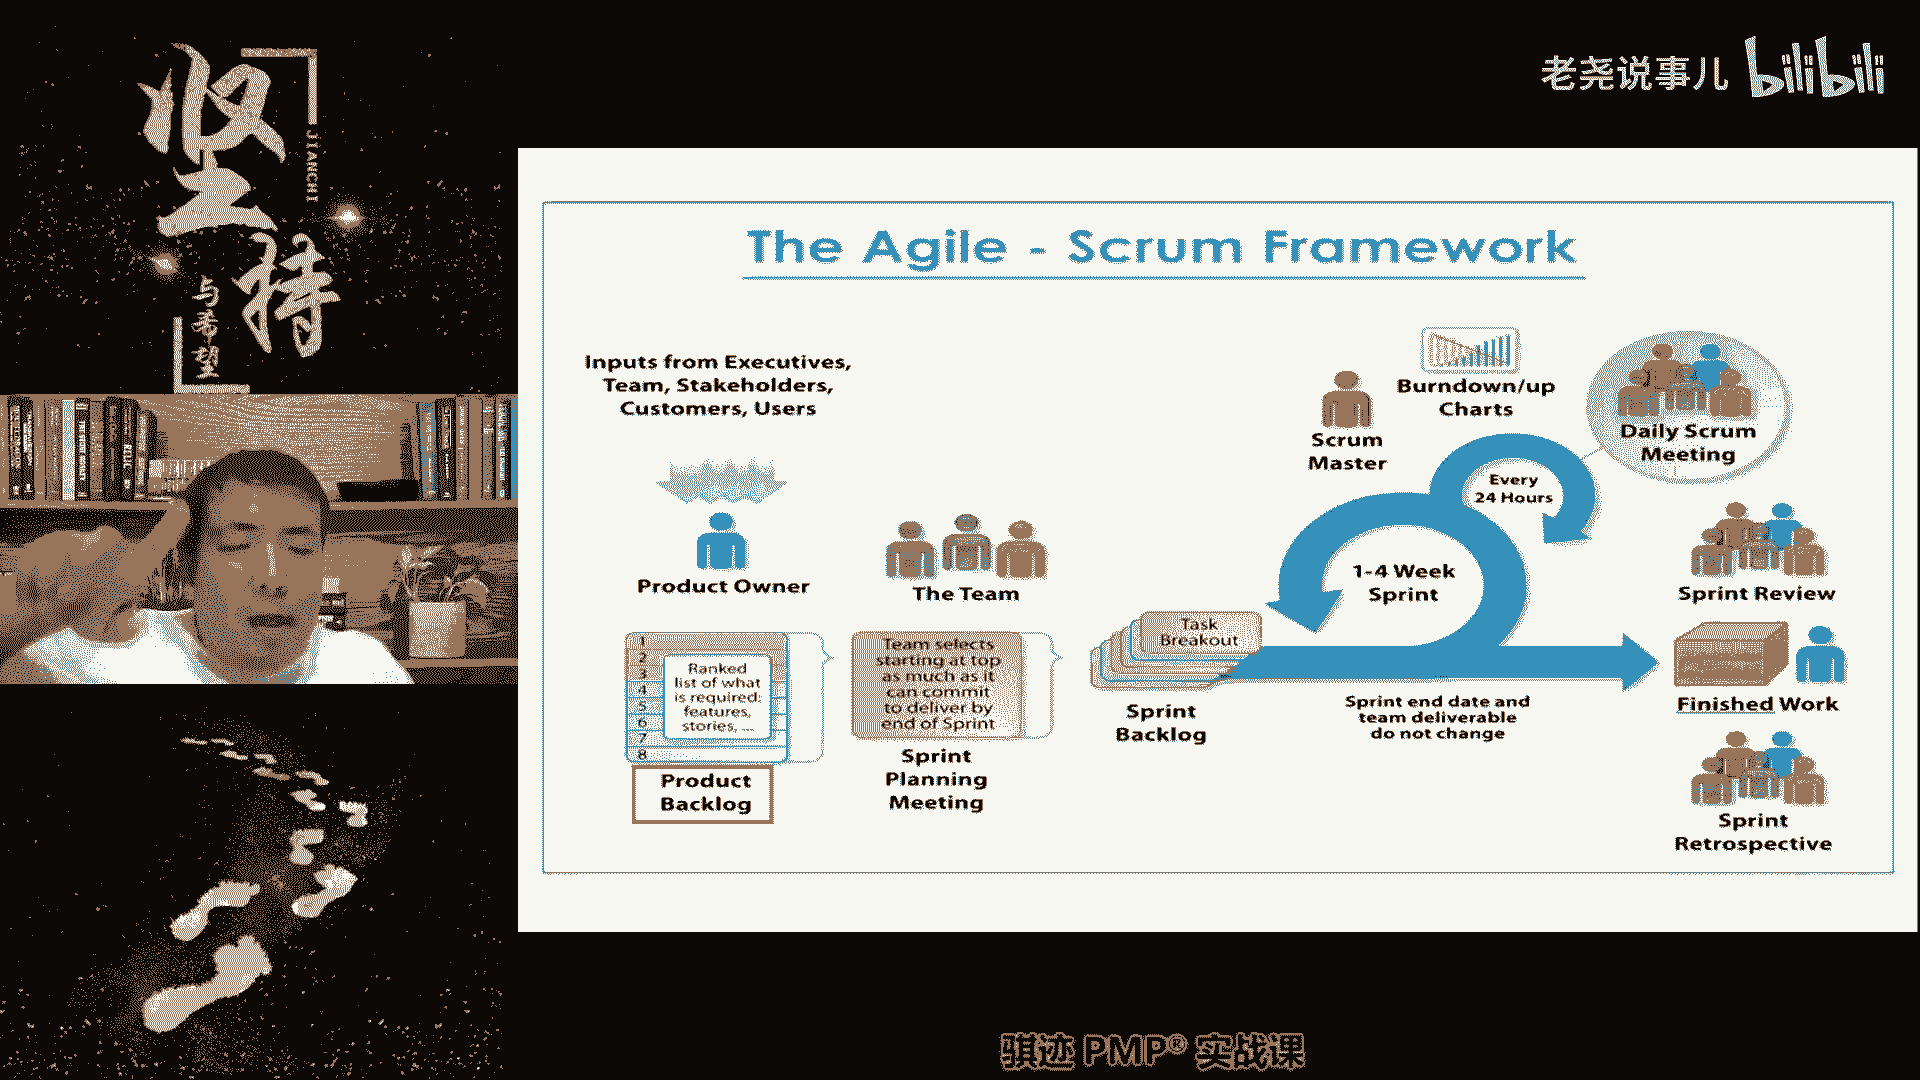 坚持
JIANCHI
与希望
老尧说事儿 bilibili
The Agile - Scrum Framework
Inputs from Executives,
Team, Stakeholders,
Customers, Users
Product Owner
The Team
1
2
3
4
5
6
7
8
Ranked
list of what
is required:
features,
stories, ...
Product
Backlog
Team selects
starting at top
as much as it
can commit
to deliver by
end of Sprint
Sprint
Planning
Meeting
Task
Breakout
Sprint
Backlog
Scrum
Master
Burndown/up
Charts
Every
24 Hours
Daily Scrum
Meeting
1-4 Week
Sprint
Sprint end date and
team deliverable
do not change
Sprint Review
Finished Work
Sprint
Retrospective
骐迹 PMP® 实战课